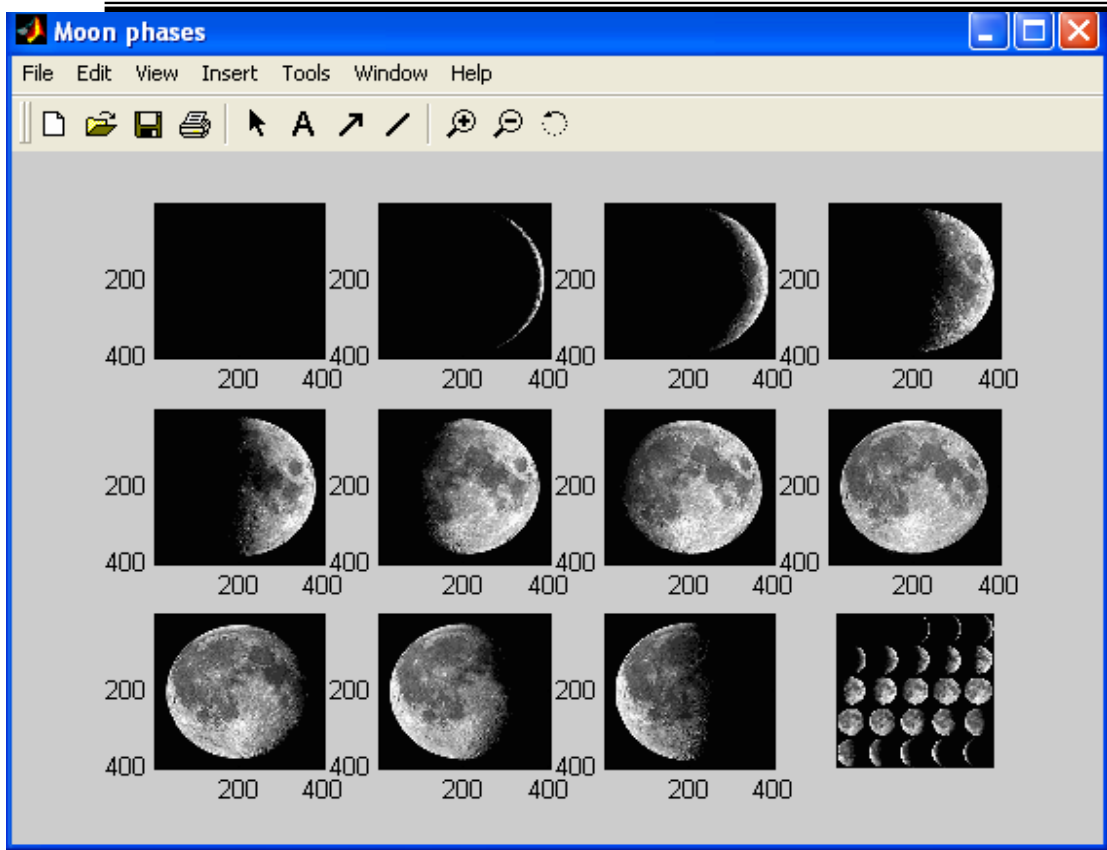 Moon phases
File Edit View Insert Tools Window Help
A
200 200 200 200
400 400 400 400
200 400 200 400 200 400 200 400
200 200 200 200
400 400 400 400
200 400 200 400 200 400 200 400
200 200 200
400 400 400
200 400 200 400 200 400